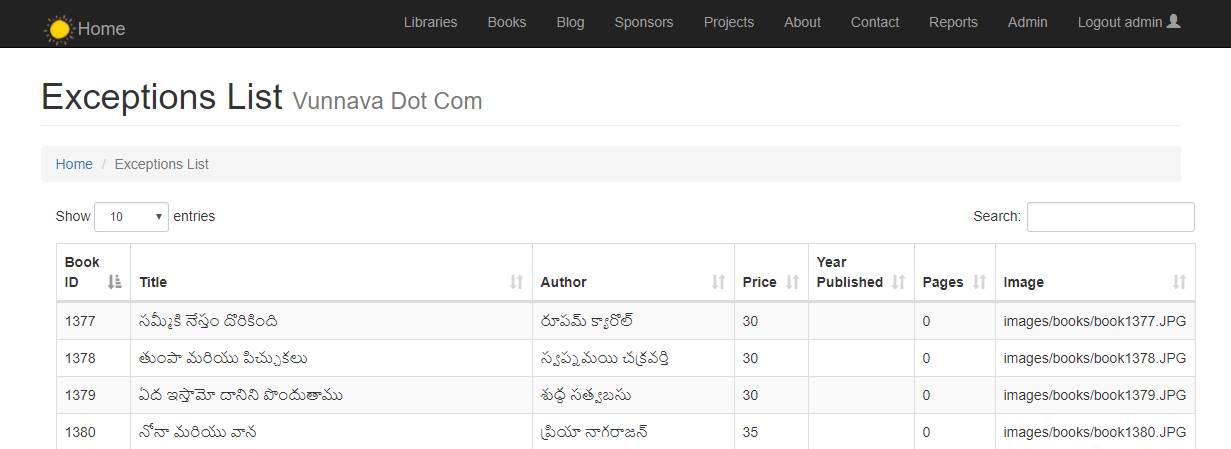 Home Libraries Books Blog Sponsors Projects About Contact Reports Admin Logout admin
Exceptions List Vunnava Dot Com
Home / Exceptions List
Show 10 entries Search:
Book ID Title Author Price Year Published Pages Image
1377 సమ్మీకి నేస్తం దొరికింది రూపమ్ క్యారొల్ 30 0 images/books/book1377.JPG
1378 తుంపా మరియు పిచ్చుకలు స్వప్నమయి చక్రవర్తి 30 0 images/books/book1378.JPG
1379 ఏద ఇస్తామో దానిని పొందుతాము శుద్ధ సత్వబసు 30 0 images/books/book1379.JPG
1380 నోనా మరియు వాన ప్రియా నాగరాజన్ 35 0 images/books/book1380.JPG